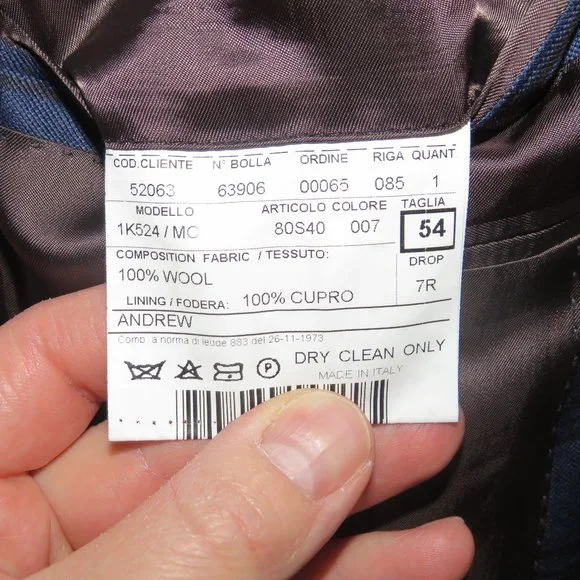 COD.CLIENTE N° BOLLA ORDINE RIGA QUANT
52063 63906 00065 085 1
MODELLO ARTICOLO COLORE TAGLIA
1K524 / MC 80S40 007 54
COMPOSITION FABRIC / TESSUTO: DROP
100% WOOL 7R
LINING / FODERA: 100% CUPRO
ANDREW
Comp. a norma di legge 883 del 26-11-1973
DRY CLEAN ONLY
P
MADE IN ITALY